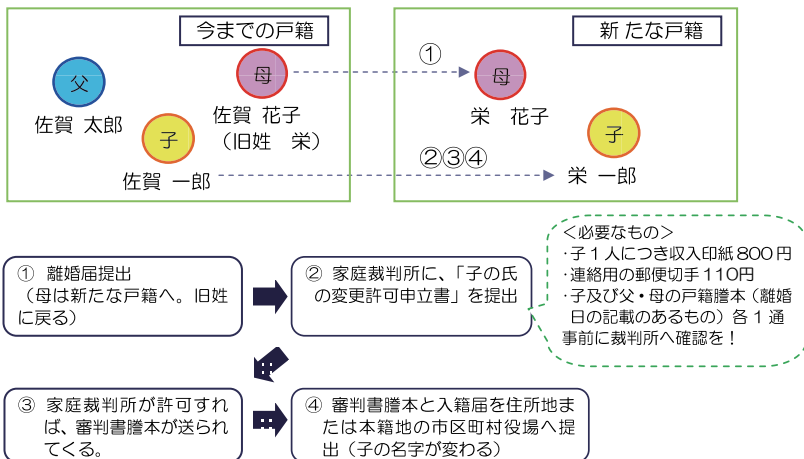 今までの戸籍
新たな戸籍
①
父
母
母
佐賀 太郎
子
佐賀 花子
（旧姓 栄）
栄 花子
子
佐賀 一郎
②③④
栄 一郎
＜必要なもの＞
・子1人につき収入印紙800円
・連絡用の郵便切手110円
・子及び父・母の戸籍謄本（離婚
日の記載のあるもの）各1通
事前に裁判所へ確認を！
① 離婚届提出
（母は新たな戸籍へ。旧姓
に戻る）
② 家庭裁判所に、「子の氏
の変更許可申立書」を提出
③ 家庭裁判所が許可すれ
ば、審判書謄本が送られ
てくる。
④ 審判書謄本と入籍届を住所地ま
たは本籍地の市区町村役場へ提
出（子の名字が変わる）